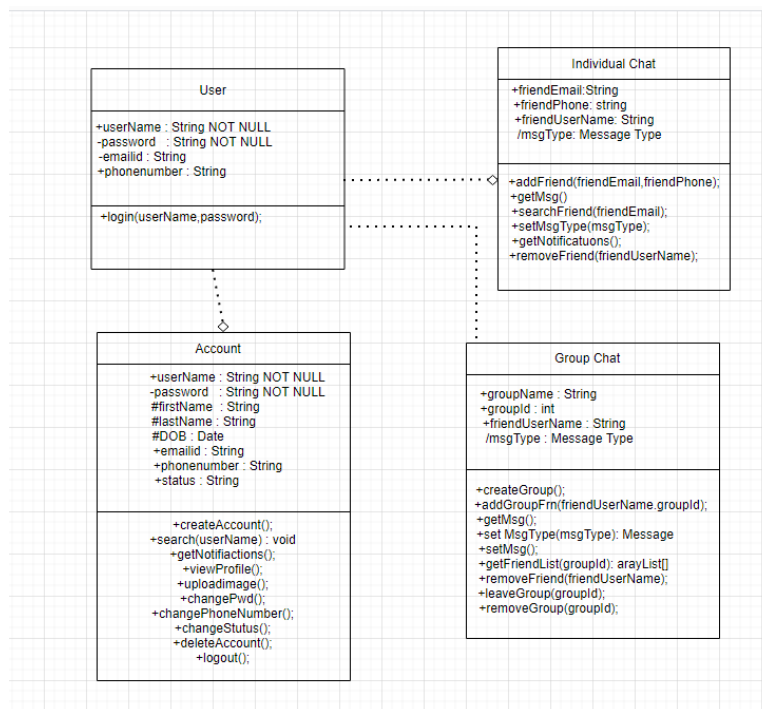 User
+userName : String NOT NULL
-password : String NOT NULL
-emailid : String
+phonenumber : String
+login(userName,password);
Individual Chat
+friendEmail:String
+friendPhone: string
+friendUserName: String
/msgType: Message Type
+addFriend(friendEmail,friendPhone);
+getMsg()
+searchFriend(friendEmail);
+setMsgType(msgType);
+getNotificatuons();
+removeFriend(friendUserName);
Account
+userName : String NOT NULL
-password : String NOT NULL
#firstName : String
#lastName : String
#DOB : Date
+emailid : String
+phonenumber : String
+status : String
+createAccount();
+search(userName) : void
+getNotifiactions();
+viewProfile();
+uploadimage();
+changePwd();
+changePhoneNumber();
+changeStutus();
+deleteAccount();
+logout();
Group Chat
+groupName : String
+groupId : int
+friendUserName : String
/msgType : Message Type
+createGroup();
+addGroupFrn(friendUserName.groupId);
+getMsg();
+set MsgType(msgType): Message
+setMsg();
+getFriendList(groupId): arayList[]
+removeFriend(friendUserName);
+leaveGroup(groupId);
+removeGroup(groupId);